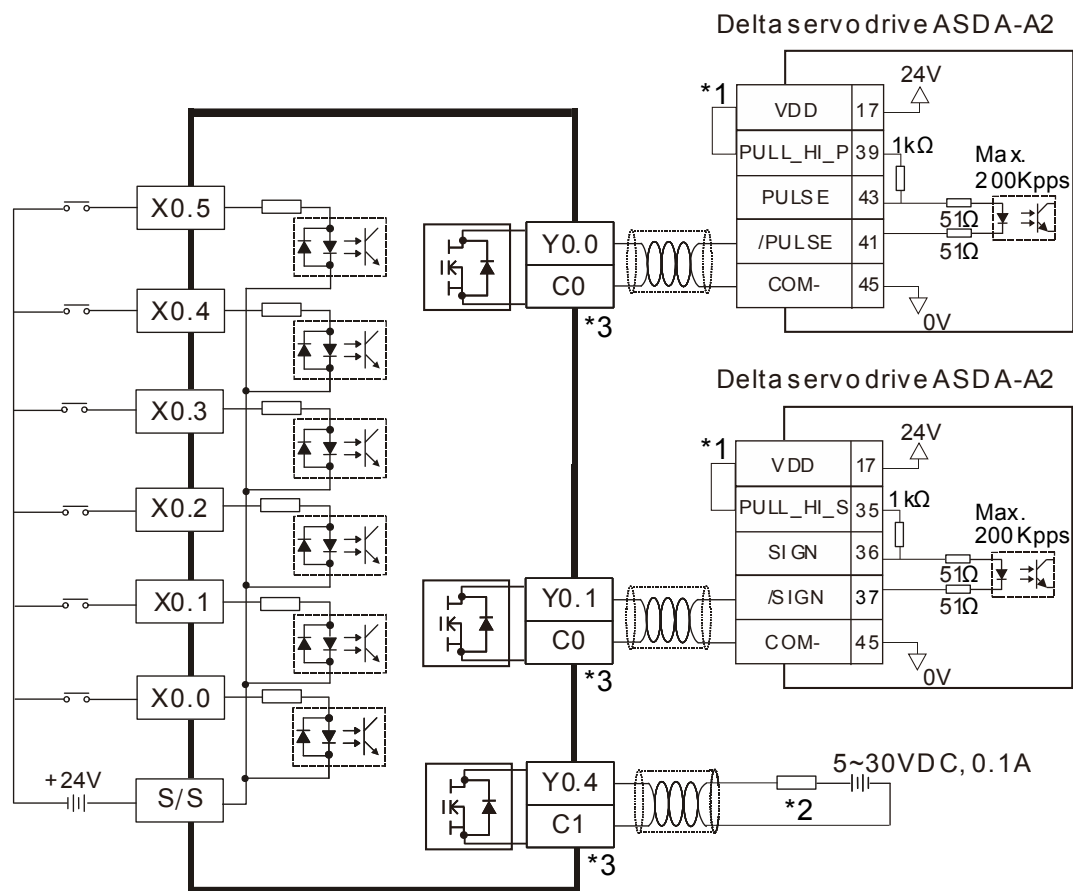 Delta servo drive ASDA-A2
*1
VDD 17
24V
PULL_HI_P 39
1kΩ
PULSE 43
51Ω
/PULSE 41
51Ω
COM- 45
0V
Max.
200Kpps
X0.5
X0.4
X0.3
X0.2
X0.1
X0.0
+24V
S/S
Y0.0
C0
*3
Delta servo drive ASDA-A2
*1
VDD 17
24V
PULL_HI_S 35
1kΩ
SIGN 36
51Ω
/SIGN 37
51Ω
COM- 45
0V
Max.
200Kpps
Y0.1
C0
*3
Y0.4
C1
*3
5~30VDC, 0.1A
*2